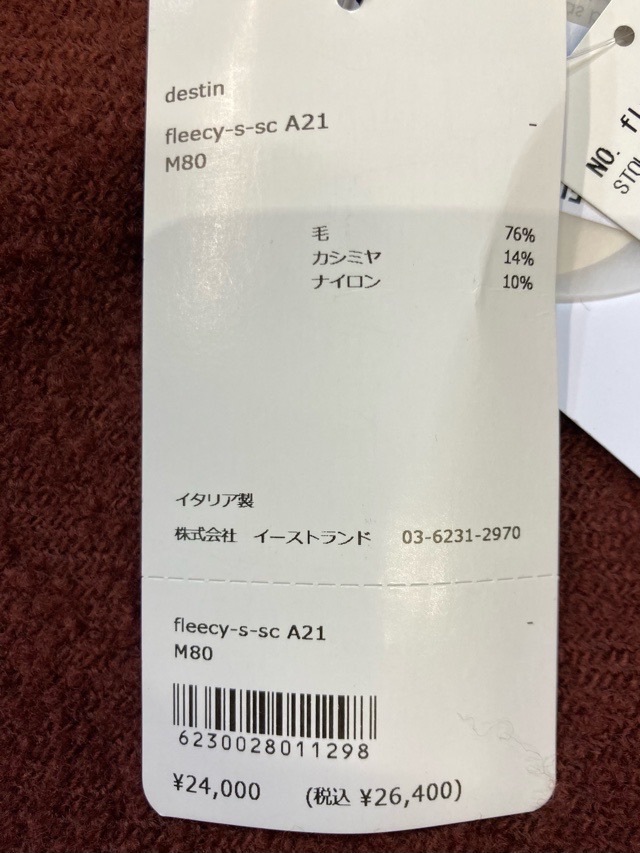 destin
fleecy-s-sc A21 -
M80
毛 76%
カシミヤ 14%
ナイロン 10%
イタリア製
株式会社 イーストランド 03-6231-2970
fleecy-s-sc A21 -
M80
6230028011298
¥24,000 (税込 ¥26,400)
NO.